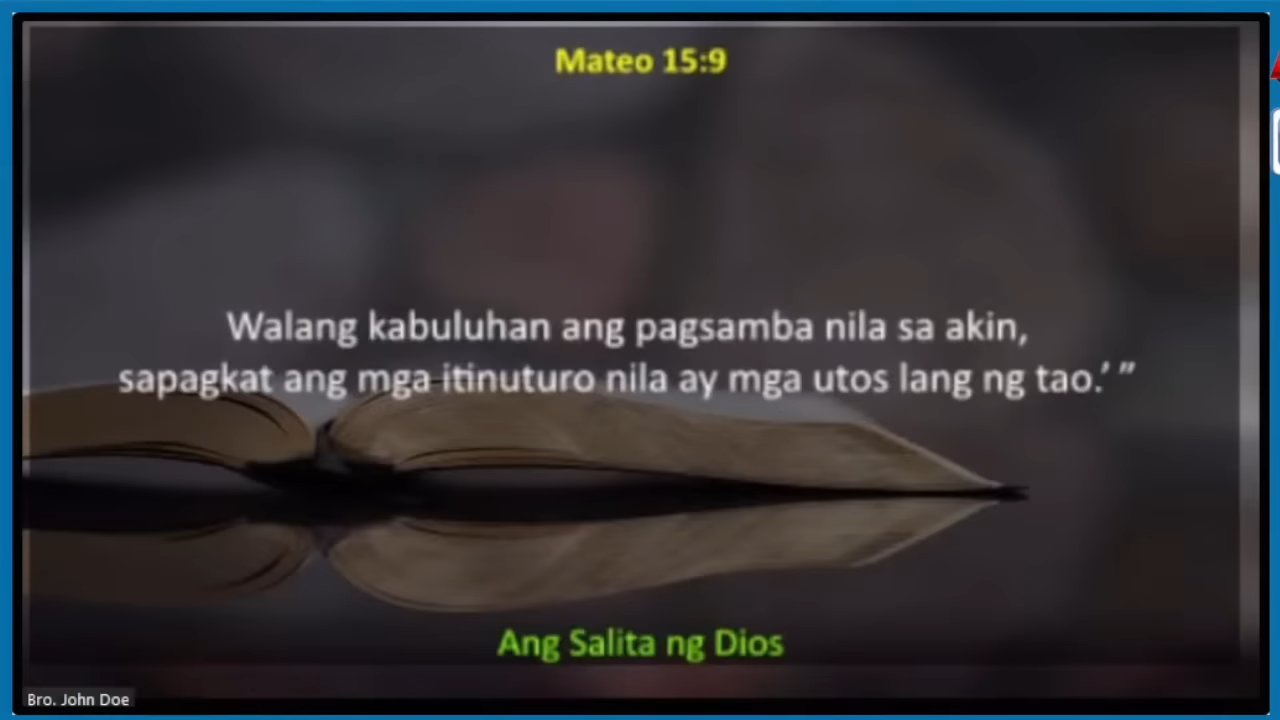 Mateo 15:9
Walang kabuluhan ang pagsamba nila sa akin,
sapagkat ang mga itinuturo nila ay mga utos lang ng tao.’ ”
Ang Salita ng Dios
Bro. John Doe